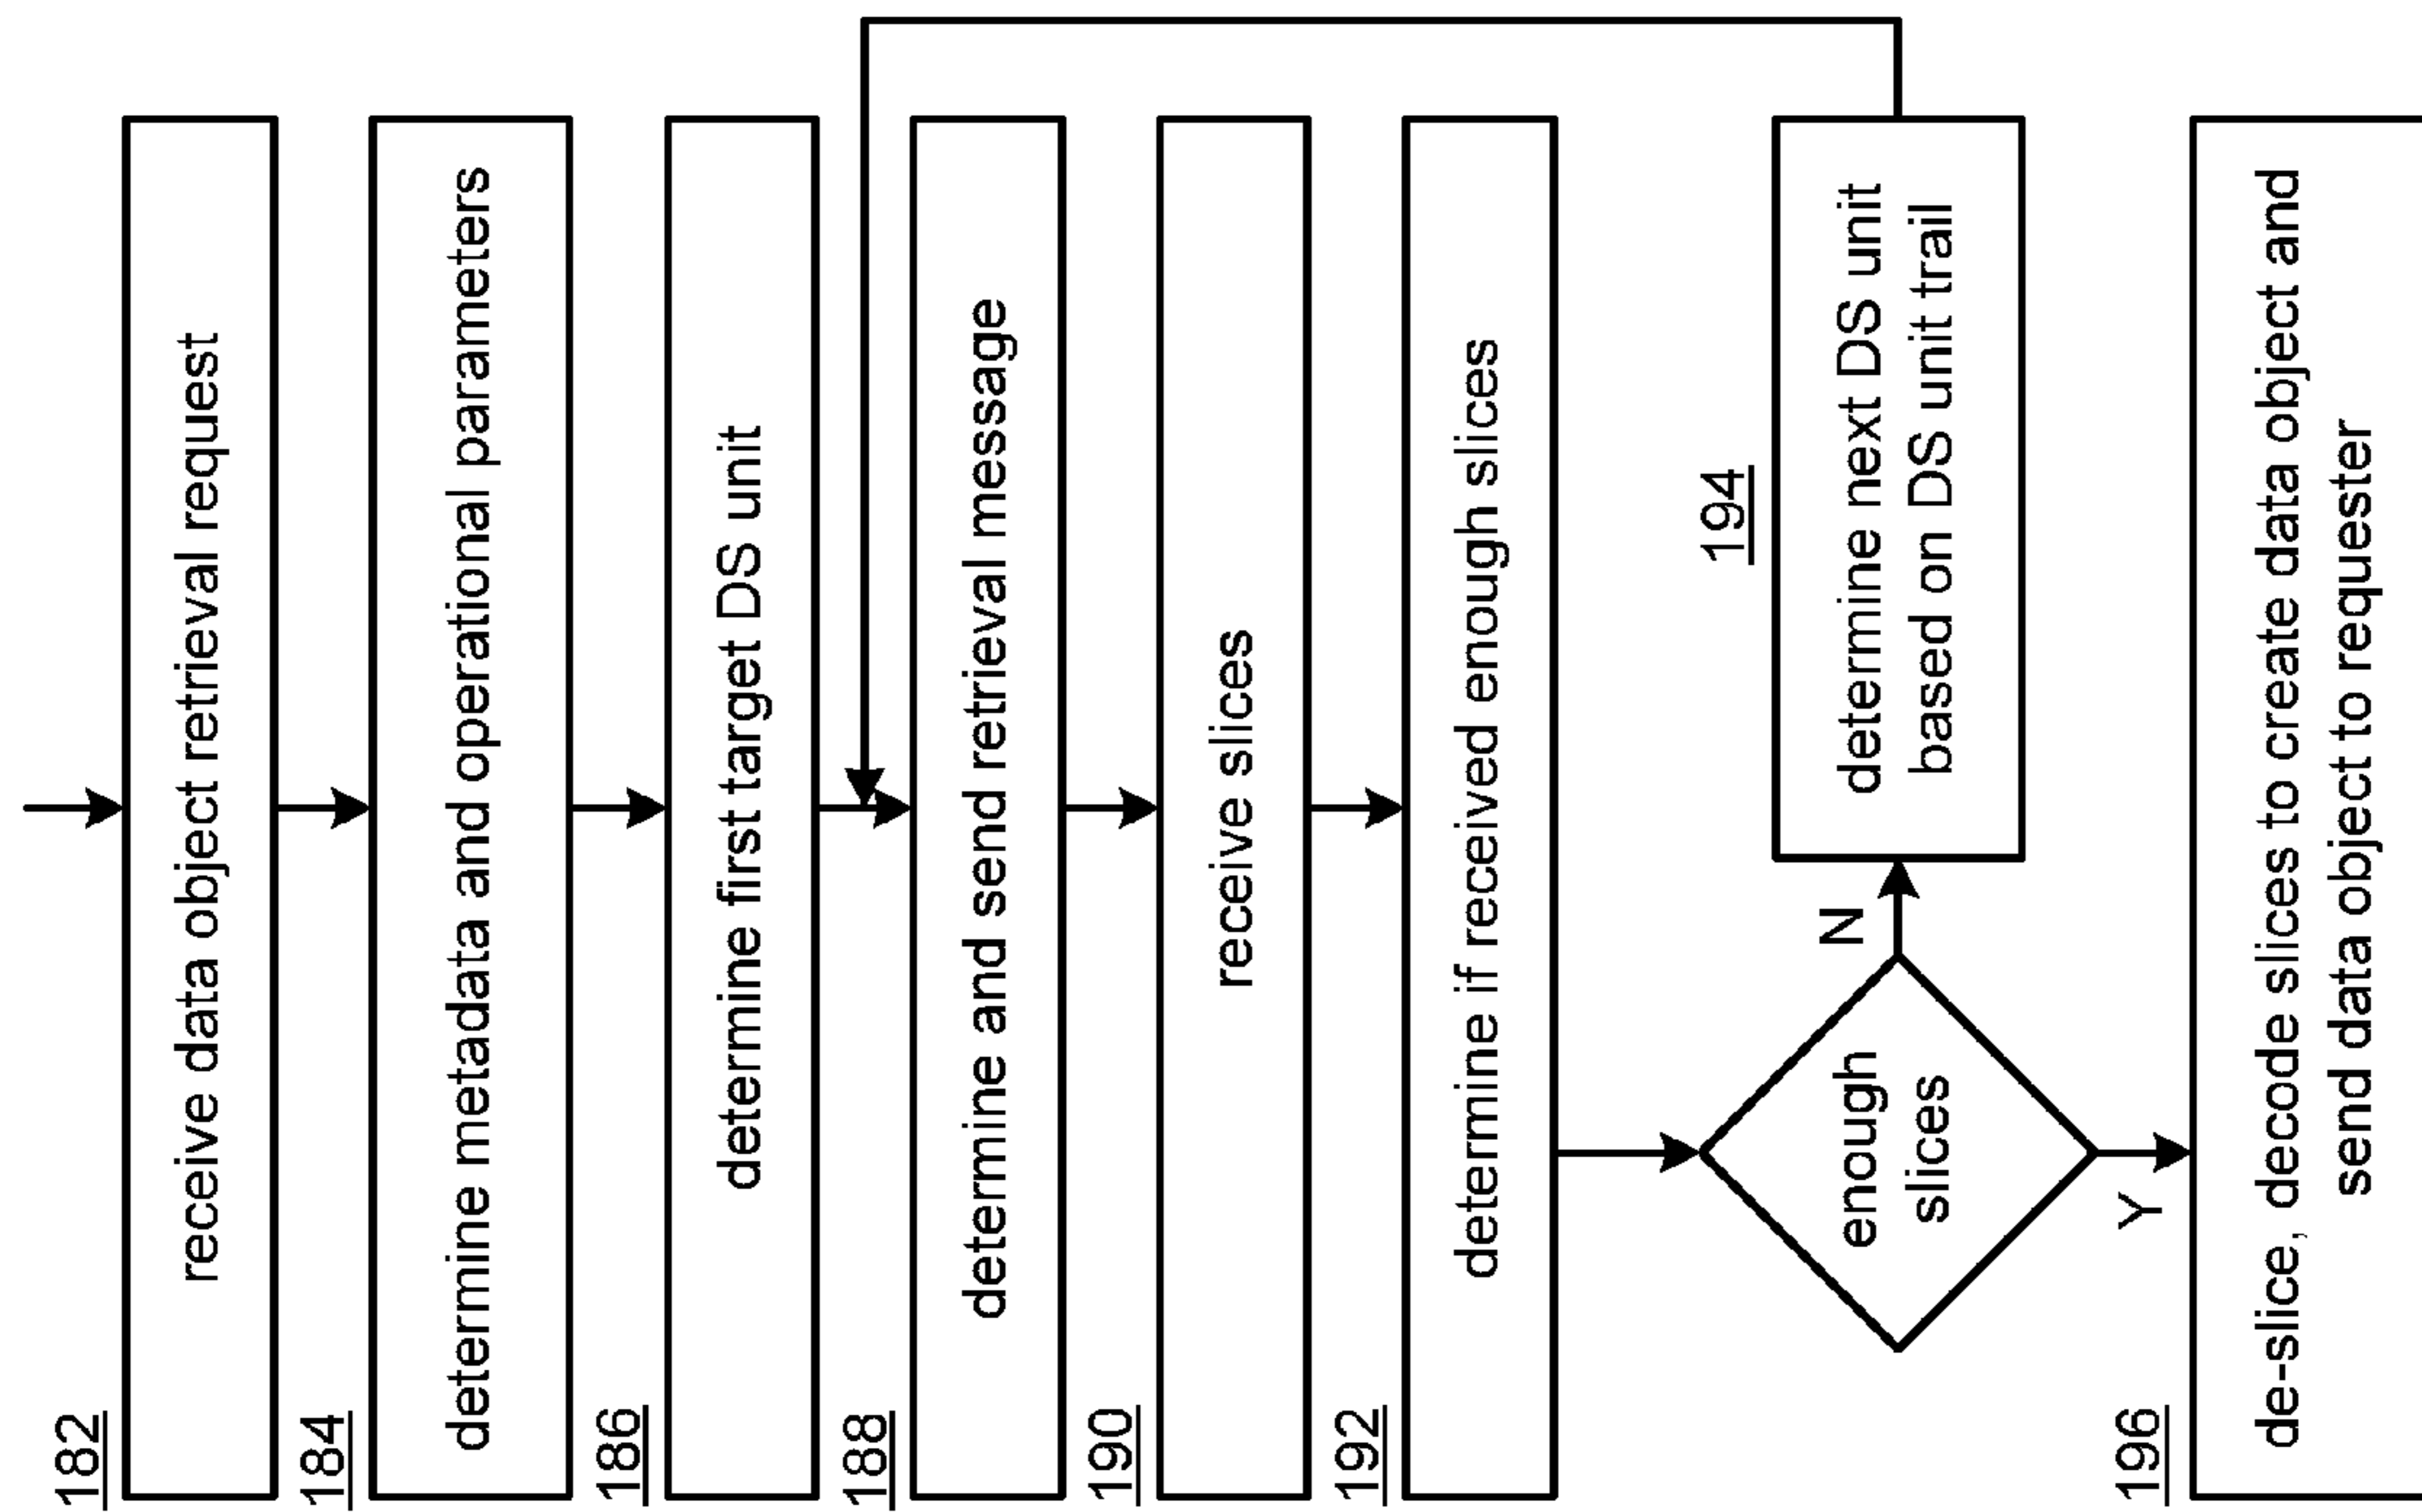 182
receive data object retrieval request
184
determine metadata and operational parameters
186
determine first target DS unit
188
determine and send retrieval message
190
receive slices
192
determine if received enough slices
enough
slices
N
194
determine next DS unit
based on DS unit trail
Y
196
de-slice, decode slices to create data object and
send data object to requester